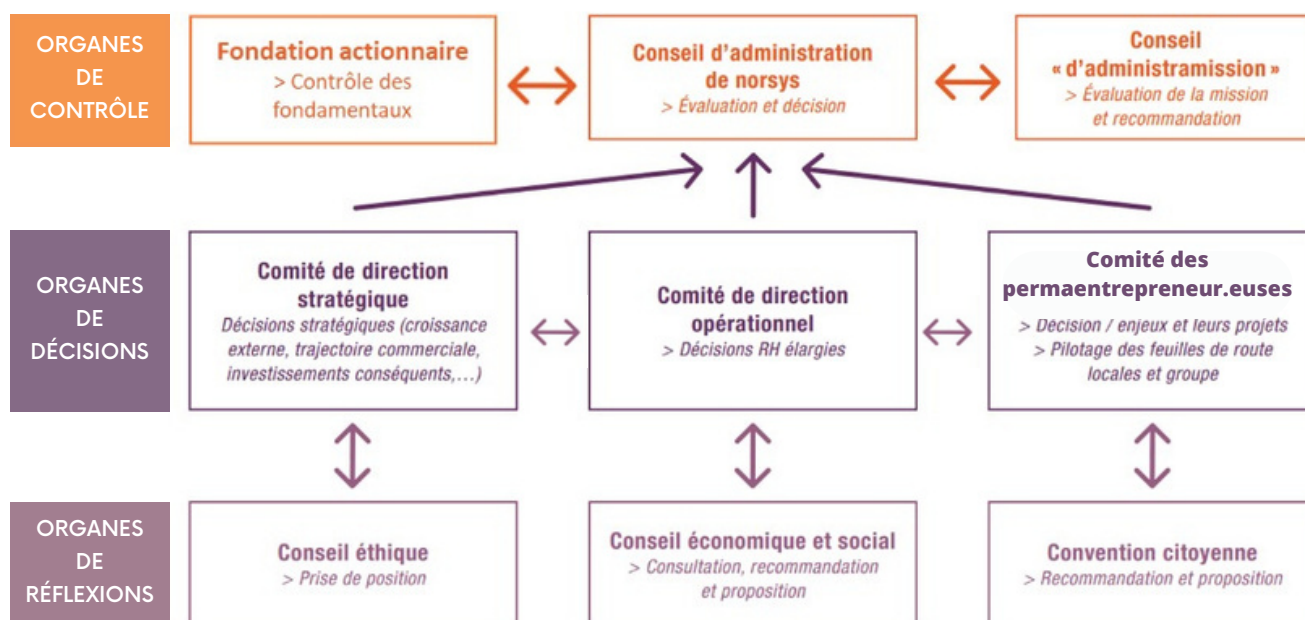 ORGANES
DE
CONTRÔLE
Fondation actionnaire
> Contrôle des
fondamentaux
Conseil d'administration
de norsys
> Évaluation et décision
Conseil
« d'administramission »
> Évaluation de la mission
et recommandation
ORGANES
DE
DÉCISIONS
Comité de direction
stratégique
Décisions stratégiques (croissance
externe, trajectoire commerciale,
investissements conséquents,...)
Comité de direction
opérationnel
> Décisions RH élargies
Comité des
permaentrepreneur.euses
> Décision / enjeux et leurs projets
> Pilotage des feuilles de route
locales et groupe
ORGANES
DE
RÉFLEXIONS
Conseil éthique
> Prise de position
Conseil économique et social
> Consultation, recommandation
et proposition
Convention citoyenne
> Recommandation et proposition